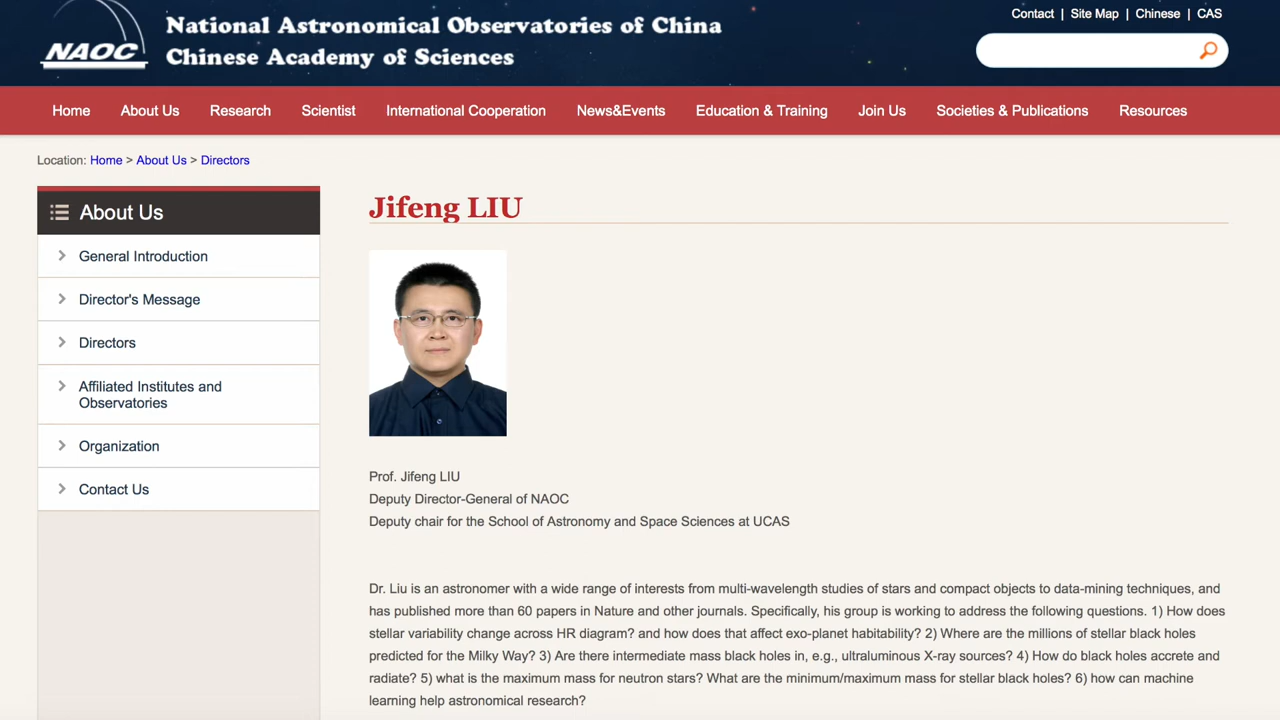 NAOC
National Astronomical Observatories of China
Chinese Academy of Sciences
Contact | Site Map | Chinese | CAS
Home About Us Research Scientist International Cooperation News&Events Education & Training Join Us Societies & Publications Resources
Location: Home > About Us > Directors
About Us
General Introduction
Director's Message
Directors
Affiliated Institutes and
Observatories
Organization
Contact Us
Jifeng LIU
Prof. Jifeng LIU
Deputy Director-General of NAOC
Deputy chair for the School of Astronomy and Space Sciences at UCAS
Dr. Liu is an astronomer with a wide range of interests from multi-wavelength studies of stars and compact objects to data-mining techniques, and
has published more than 60 papers in Nature and other journals. Specifically, his group is working to address the following questions. 1) How does
stellar variability change across HR diagram? and how does that affect exo-planet habitability? 2) Where are the millions of stellar black holes
predicted for the Milky Way? 3) Are there intermediate mass black holes in, e.g., ultraluminous X-ray sources? 4) How do black holes accrete and
radiate? 5) what is the maximum mass for neutron stars? What are the minimum/maximum mass for stellar black holes? 6) how can machine
learning help astronomical research?